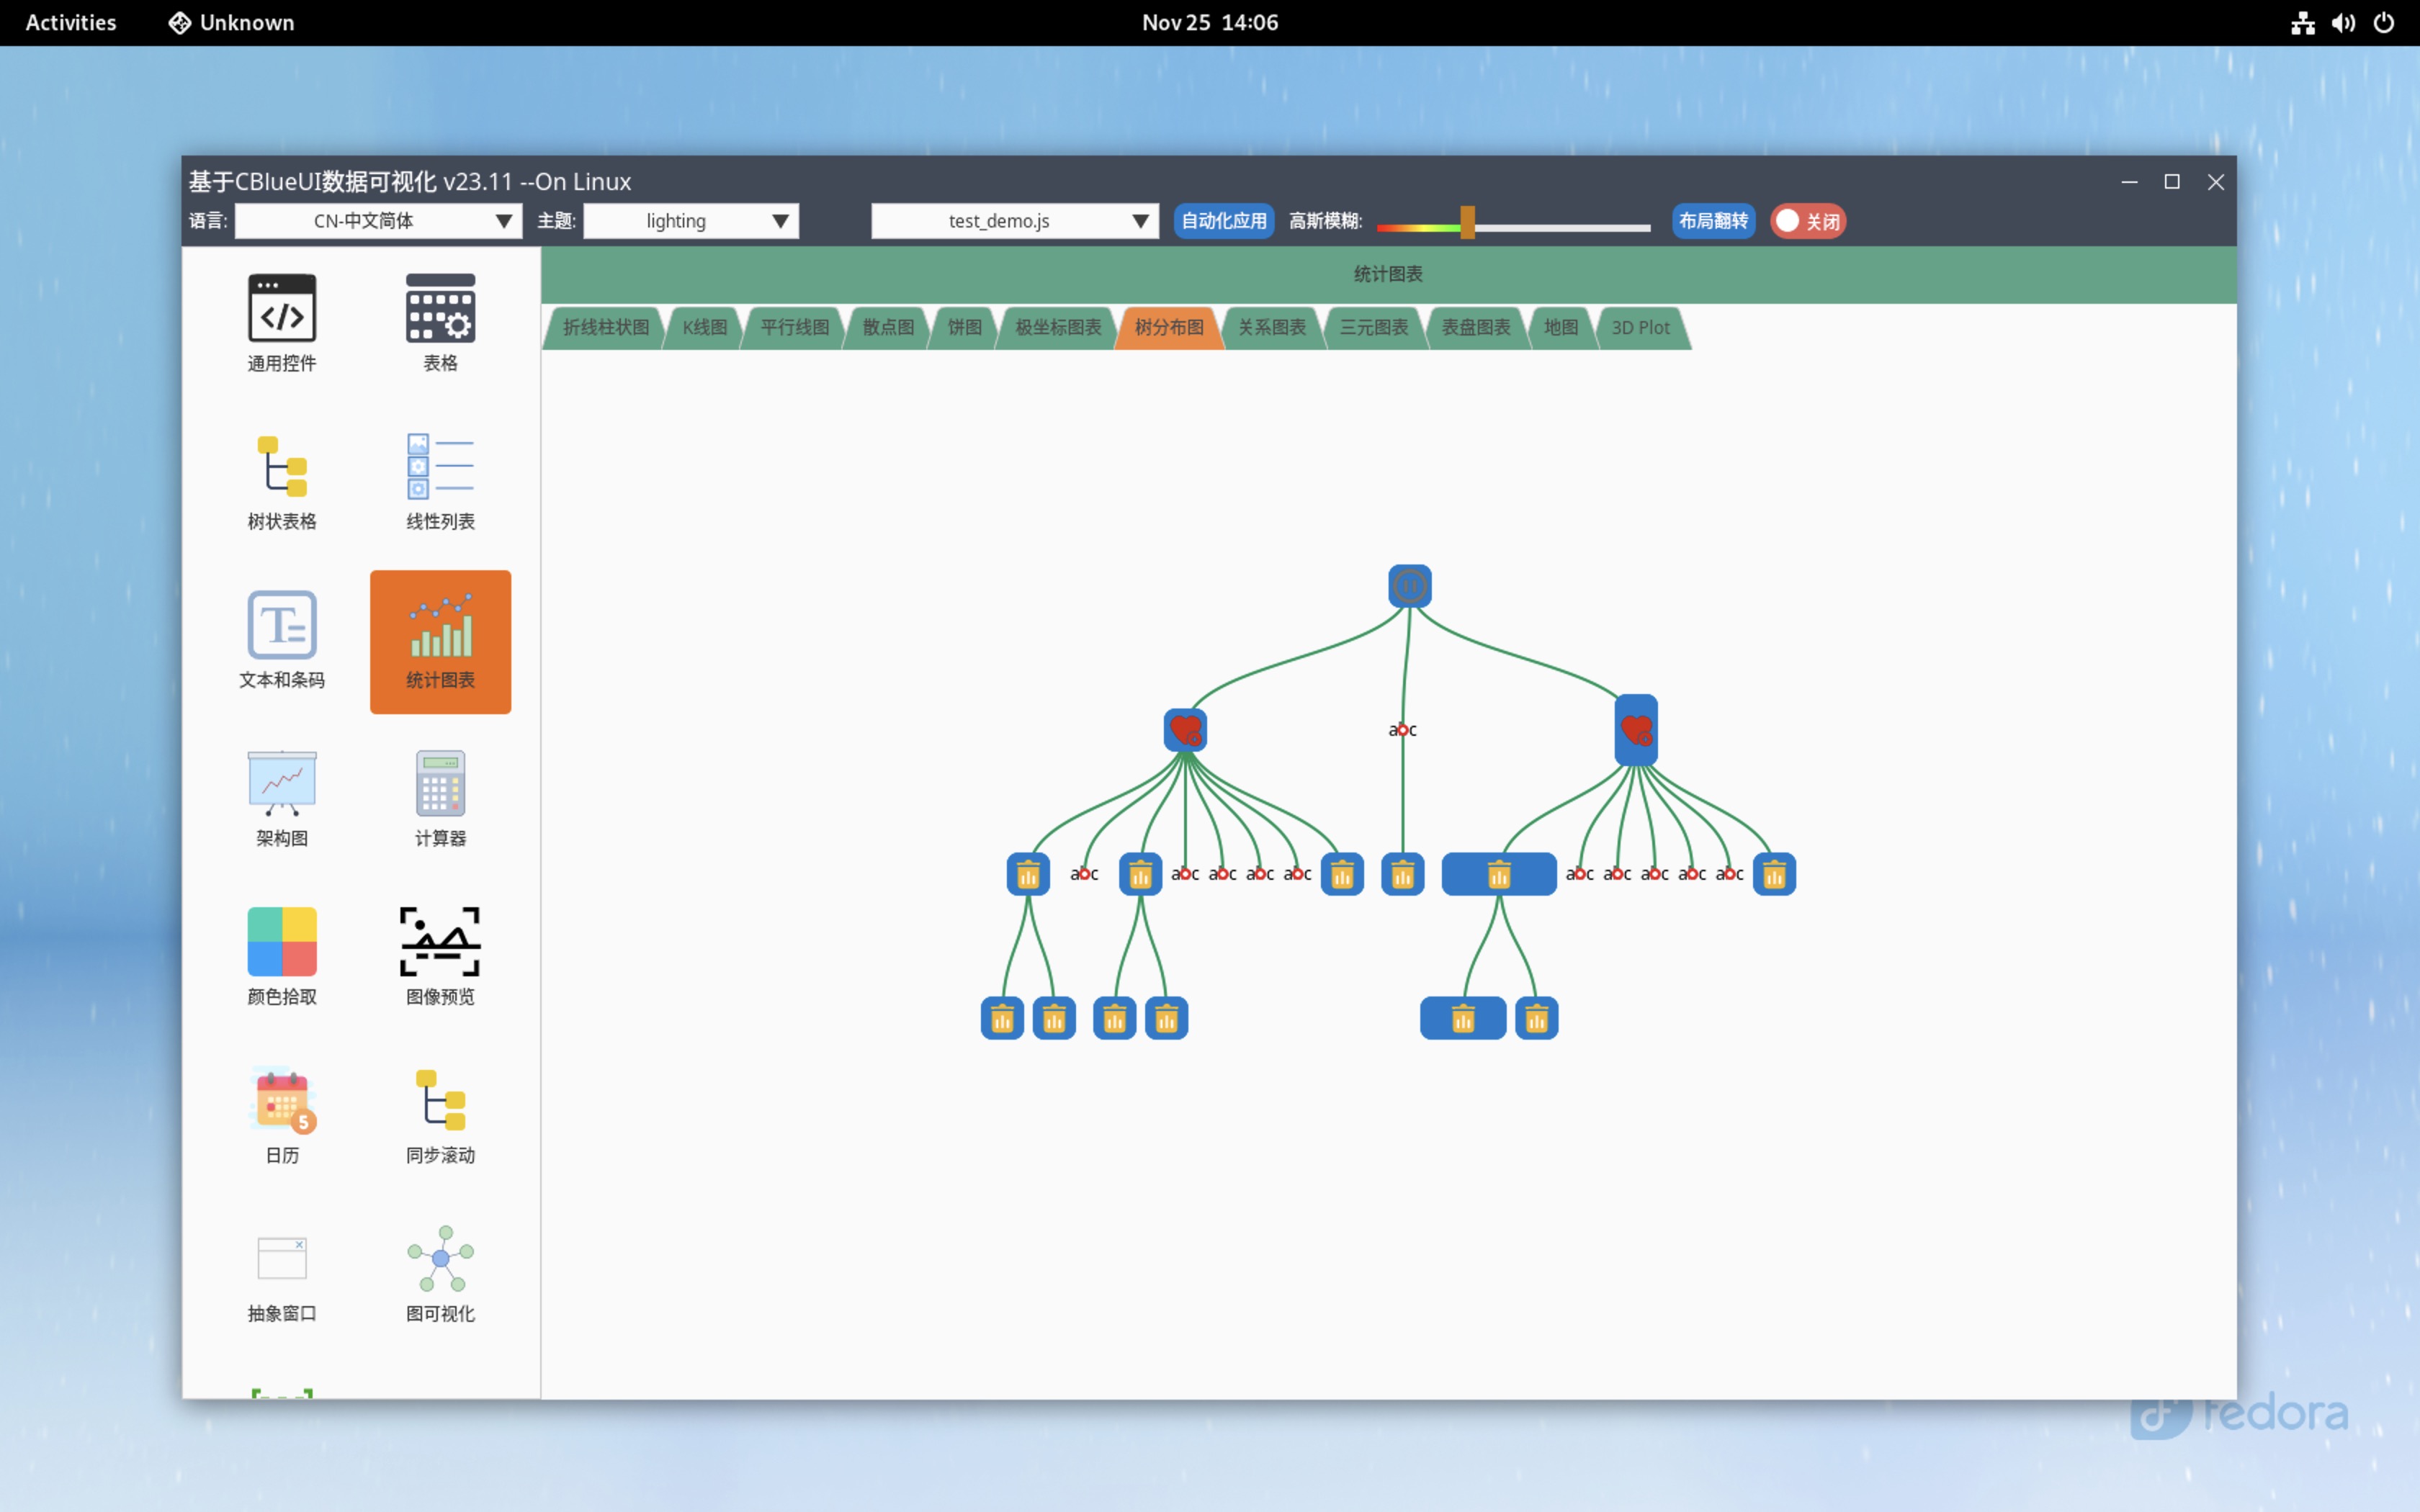 Activities Unknown Nov 25 14:06
基于CBlueUI数据可视化 v23.11 --On Linux
语言: CN-中文简体 主题: lighting test_demo.js 自动化应用 高斯模糊: 布局翻转 关闭
统计图表
折线柱状图 K线图 平行线图 散点图 饼图 极坐标图表 树分布图 关系图表 三元图表 表盘图表 地图 3D Plot
通用控件 表格
树状表格 线性列表
文本和条码 统计图表
架构图 计算器
颜色拾取 图像预览
5
日历 同步滚动
抽象窗口 图可视化
abc
abc abc abc abc abc abc abc abc abc abc
fedora